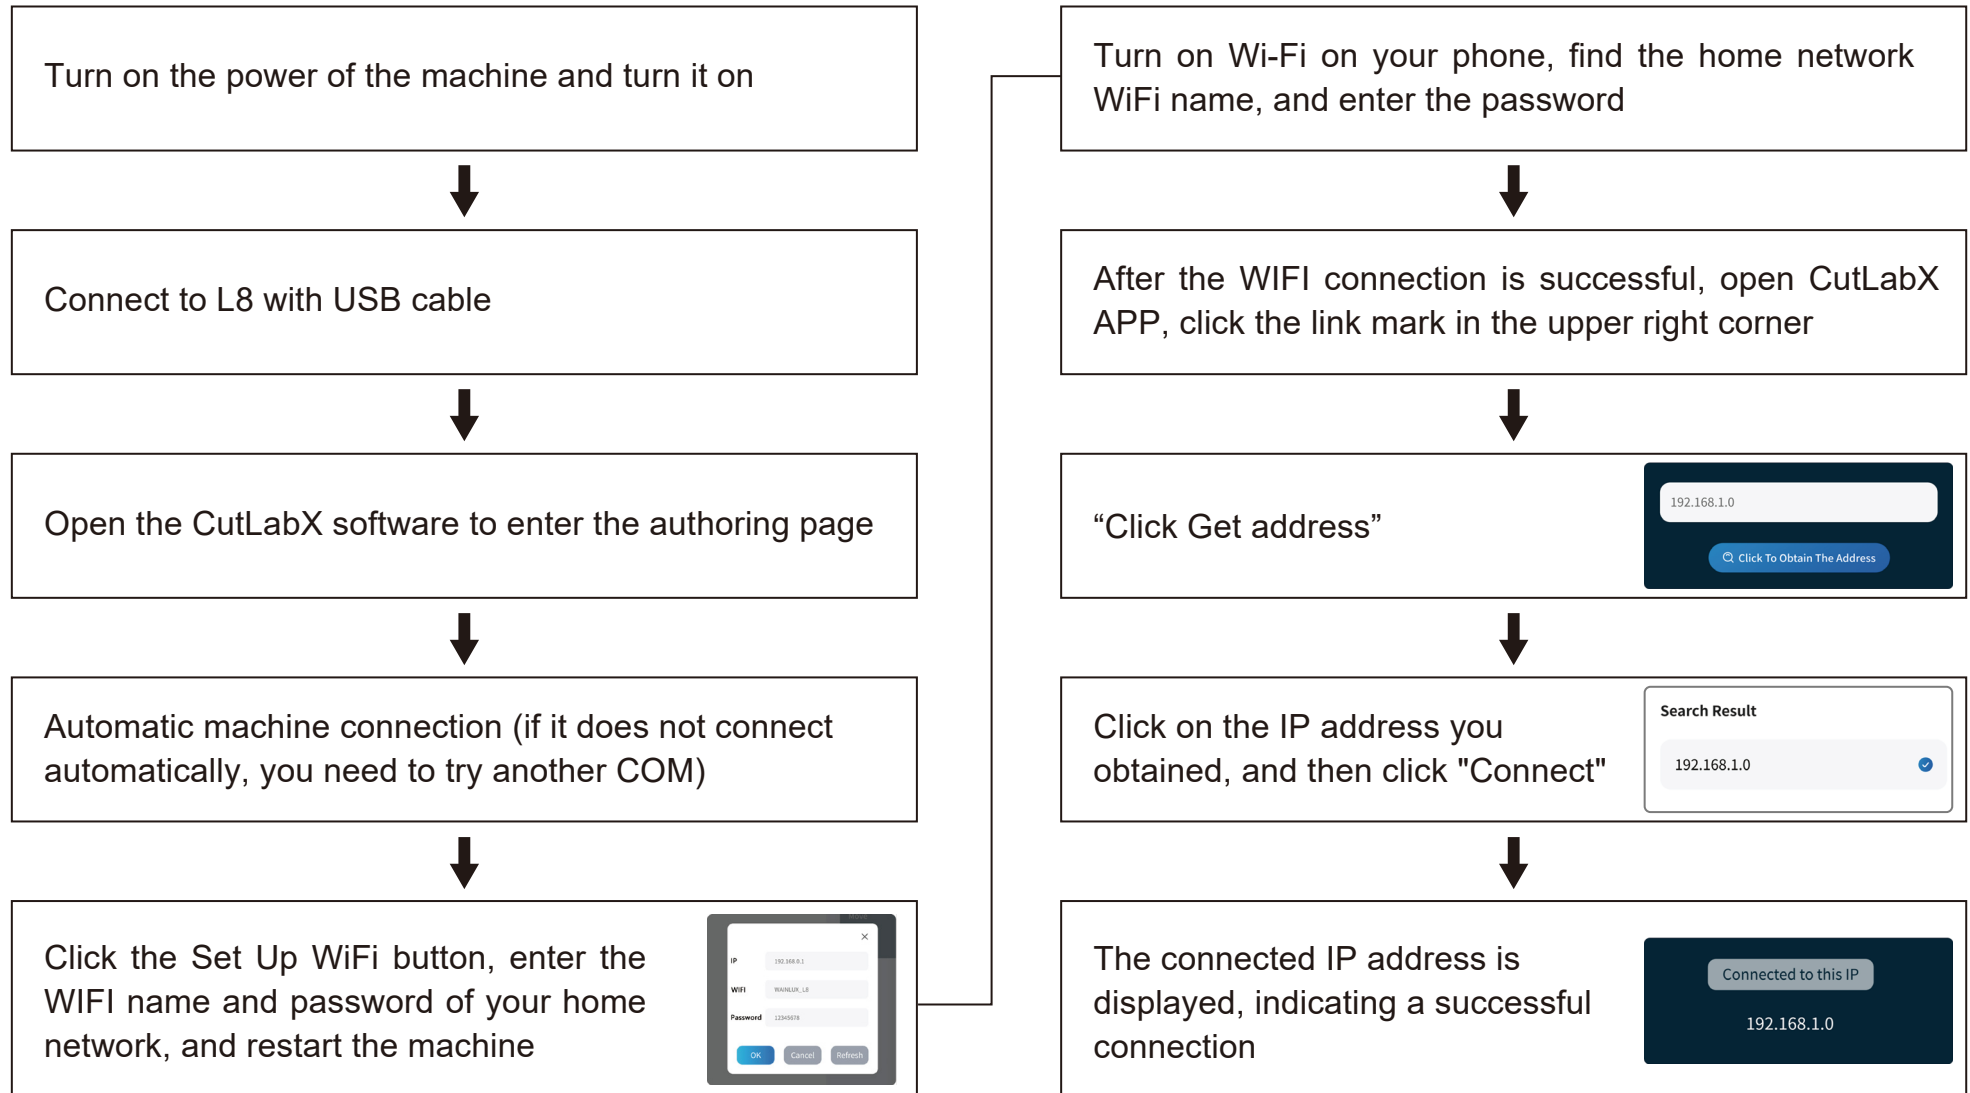 Turn on the power of the machine and turn it on
Connect to L8 with USB cable
Open the CutLabX software to enter the authoring page
Automatic machine connection (if it does not connect
automatically, you need to try another COM)
Click the Set Up WiFi button, enter the
WIFI name and password of your home
network, and restart the machine
IP 192.168.0.1
WIFI WAINLUX_L8
Password 12345678
OK Cancel Refresh
Turn on Wi-Fi on your phone, find the home network
WiFi name, and enter the password
After the WIFI connection is successful, open CutLabX
APP, click the link mark in the upper right corner
“Click Get address”
192.168.1.0
Click To Obtain The Address
Click on the IP address you
obtained, and then click "Connect"
Search Result
192.168.1.0
The connected IP address is
displayed, indicating a successful
connection
Connected to this IP
192.168.1.0